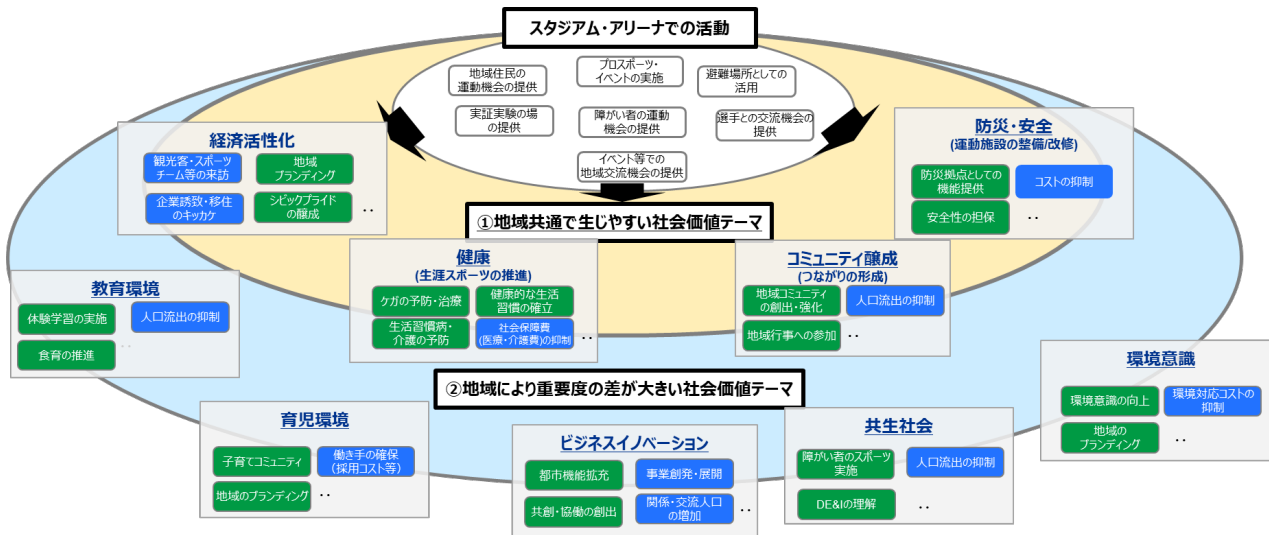 スタジアム・アリーナでの活動
地域住民の
運動機会の提供
プロスポーツ・
イベントの実施
避難場所としての
活用
実証実験の場
の提供
障がい者の運動
機会の提供
選手との交流機会の
提供
イベント等での
地域交流機会の提供
経済活性化
観光客・スポーツ
チーム等の来訪
地域
ブランディング
企業誘致・移住
のキッカケ
シビックプライド
の醸成
‥
防災・安全
(運動施設の整備/改修)
防災拠点としての
機能提供
コストの抑制
安全性の担保
‥
①地域共通で生じやすい社会価値テーマ
健康
(生涯スポーツの推進)
ケガの予防・治療
健康的な生活
習慣の確立
生活習慣病・
介護の予防
社会保障費
(医療・介護費)の抑制
‥
コミュニティ醸成
(つながりの形成)
地域コミュニティ
の創出・強化
人口流出の抑制
地域行事への参加
‥
教育環境
体験学習の実施
人口流出の抑制
‥
食育の推進
②地域により重要度の差が大きい社会価値テーマ
環境意識
環境意識の向上
環境対応コストの
抑制
地域の
ブランディング
‥
育児環境
子育てコミュニティ
働き手の確保
(採用コスト等)
地域のブランディング
‥
ビジネスイノベーション
都市機能拡充
事業創発・展開
共創・協働の創出
関係・交流人口
の増加
‥
共生社会
障がい者のスポーツ
実施
人口流出の抑制
DE&Iの理解
‥